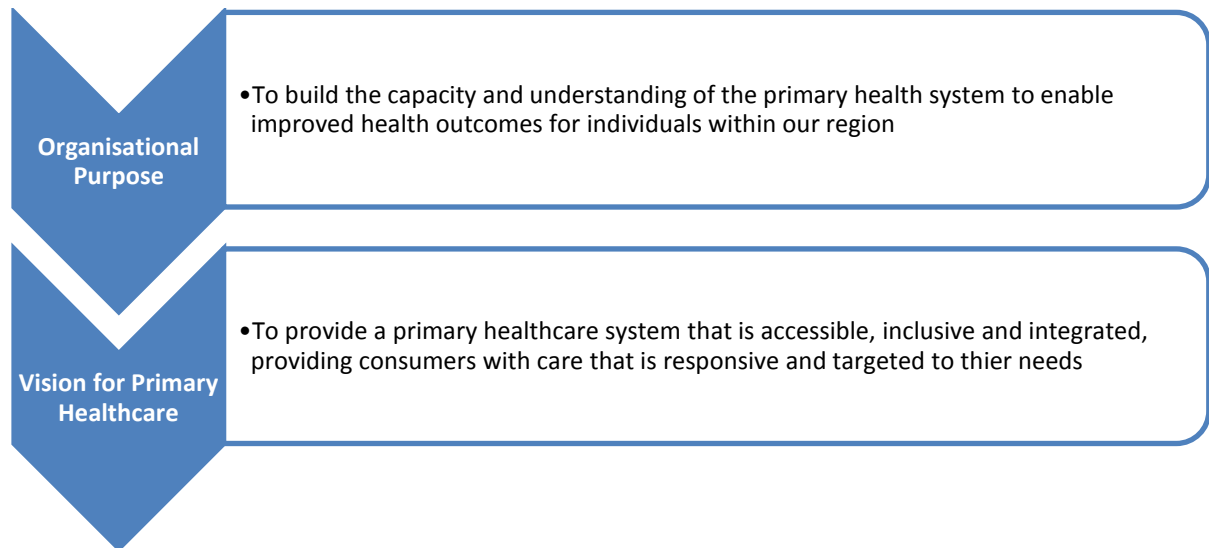 Organisational
Purpose
•To build the capacity and understanding of the primary health system to enable
improved health outcomes for individuals within our region
Vision for Primary
Healthcare
•To provide a primary healthcare system that is accessible, inclusive and integrated,
providing consumers with care that is responsive and targeted to thier needs